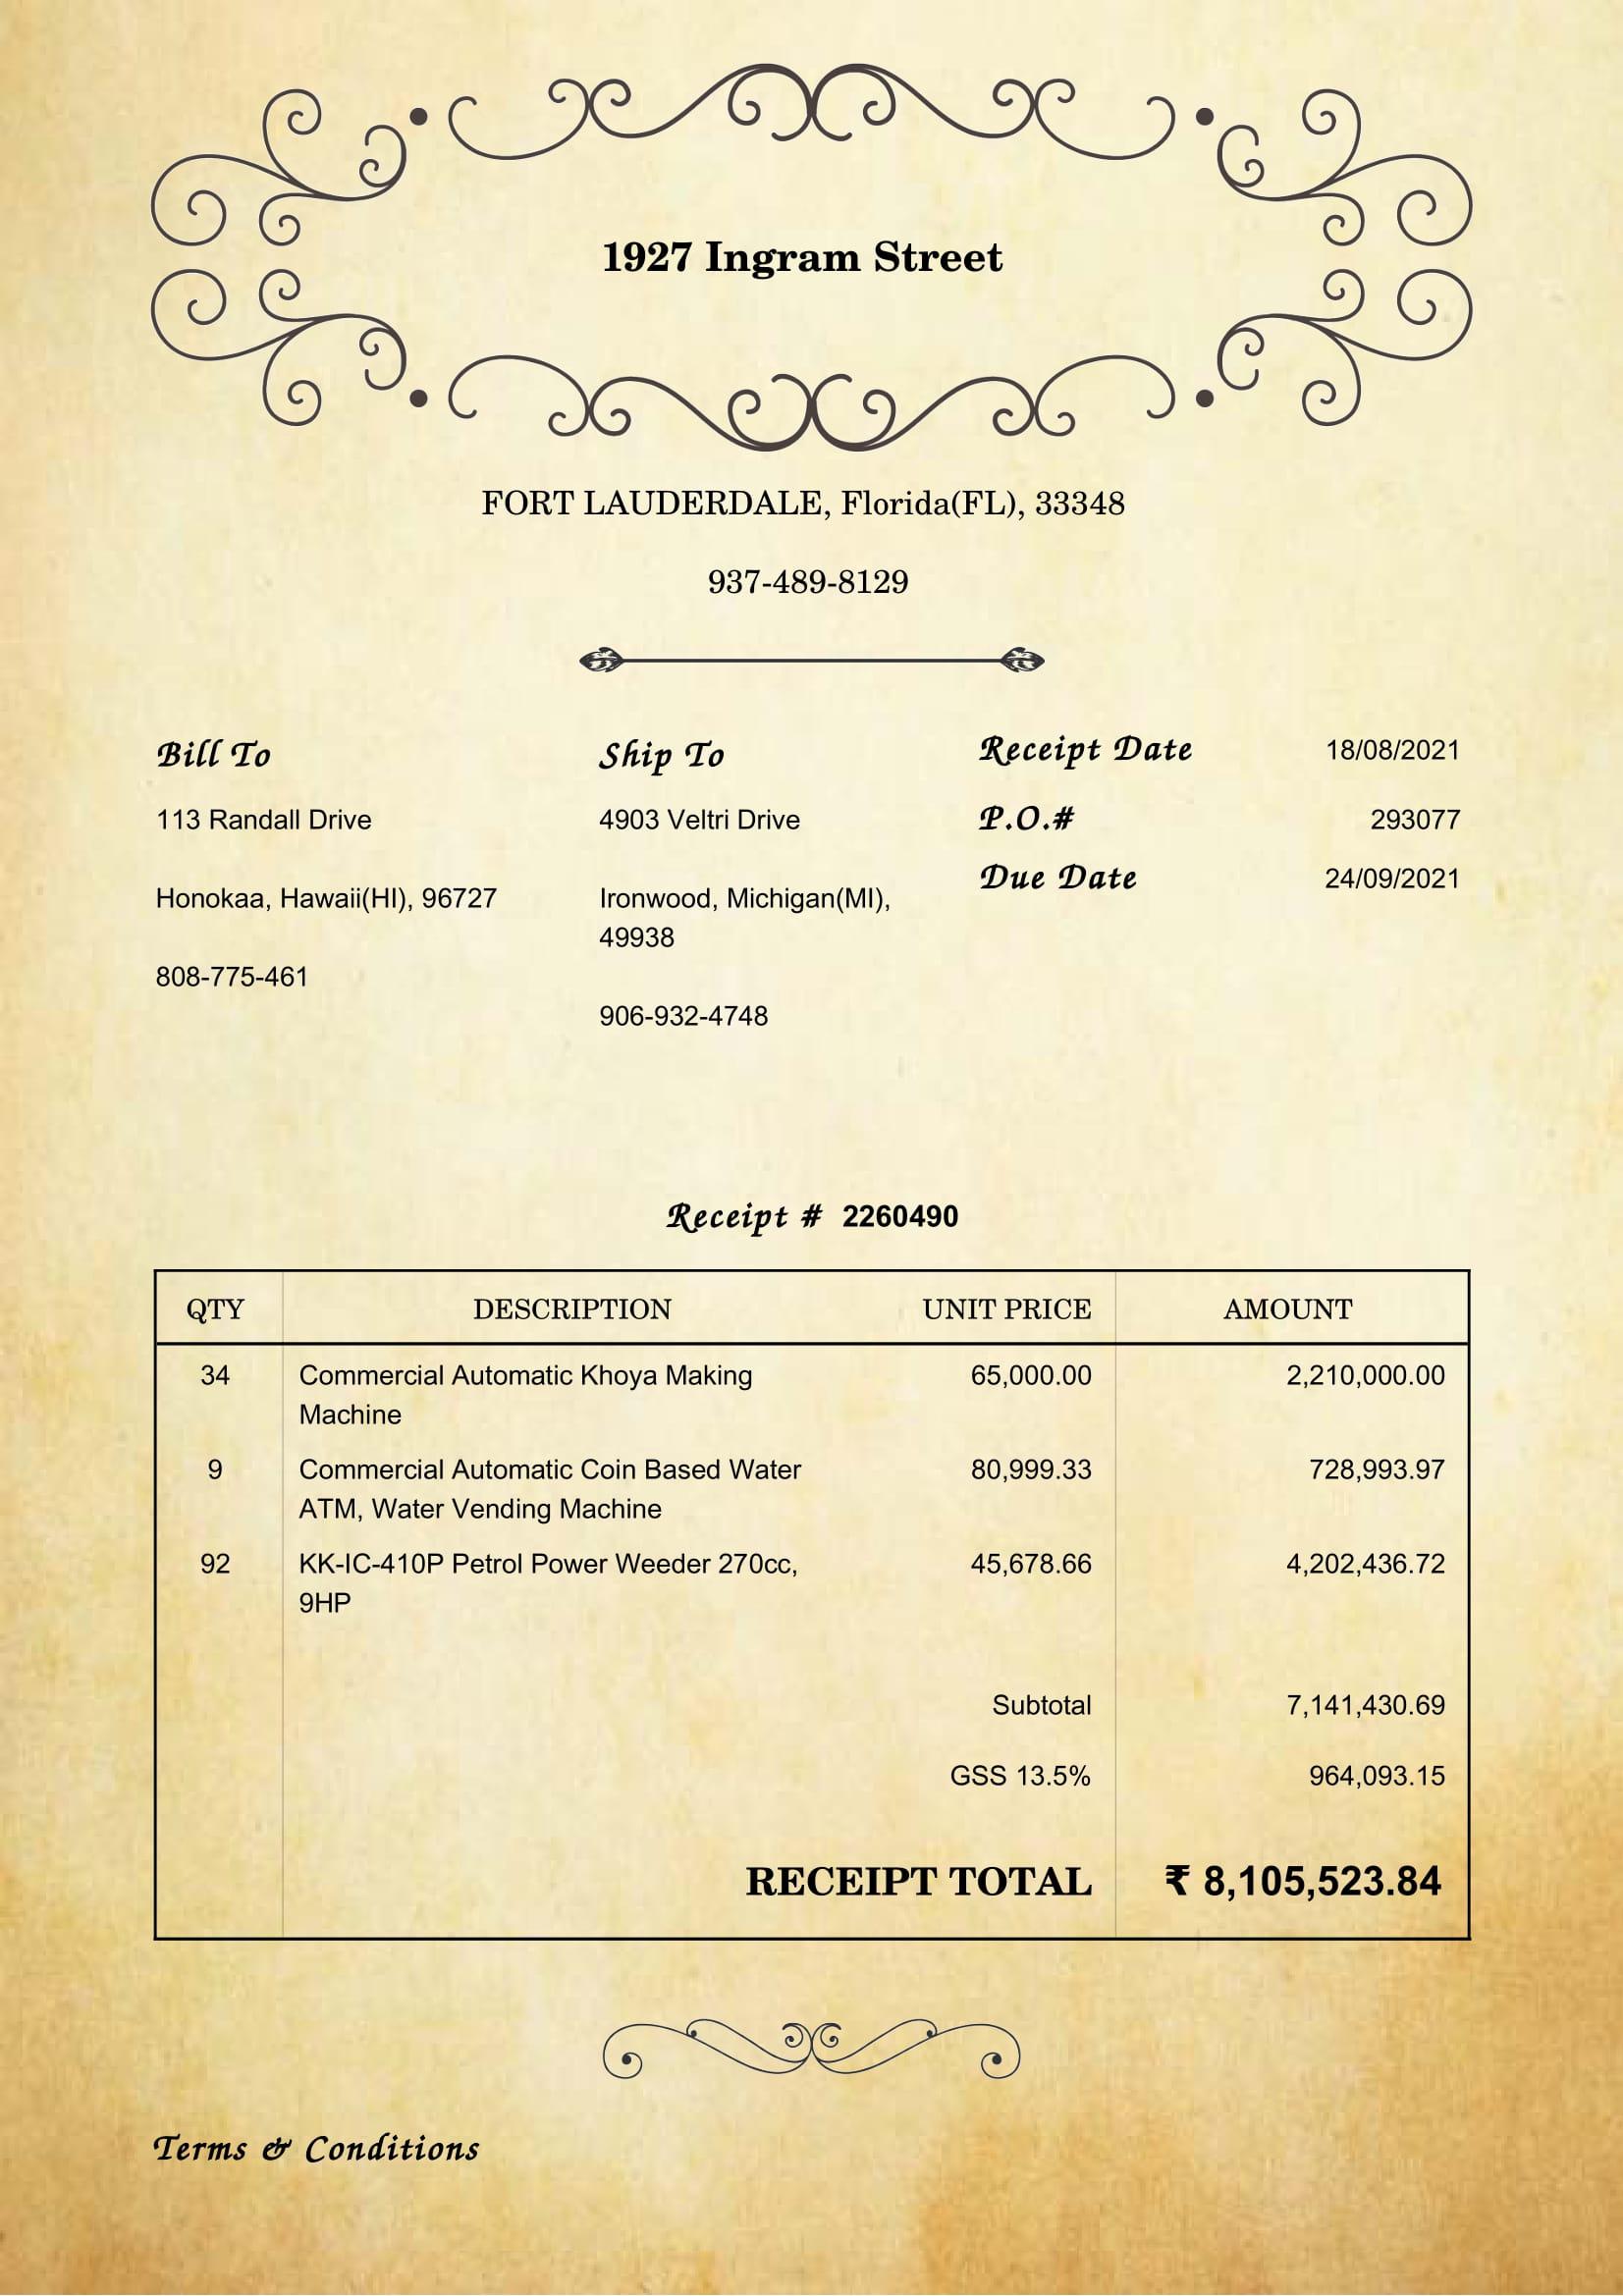 1927 Ingram Street
FORT LAUDERDALE, Florida(FL), 33348
937-489-8129
Bill To
113 Randall Drive
Honokaa, Hawaii(HI), 96727
808-775-461
Ship To
4903 Veltri Drive
Ironwood, Michigan(MI),
49938
906-932-4748
Receipt Date 18/08/2021
P.O.# 293077
Due Date 24/09/2021
Receipt # 2260490
QTY DESCRIPTION UNIT PRICE AMOUNT
34 Commercial Automatic Khoya Making 65,000.00 2,210,000.00
Machine
9 Commercial Automatic Coin Based Water 80,999.33 728,993.97
ATM, Water Vending Machine
92 KK-IC-410P Petrol Power Weeder 270cc, 45,678.66 4,202,436.72
9HP
Subtotal 7,141,430.69
GSS 13.5% 964,093.15
RECEIPT TOTAL ₹ 8,105,523.84
Terms & Conditions